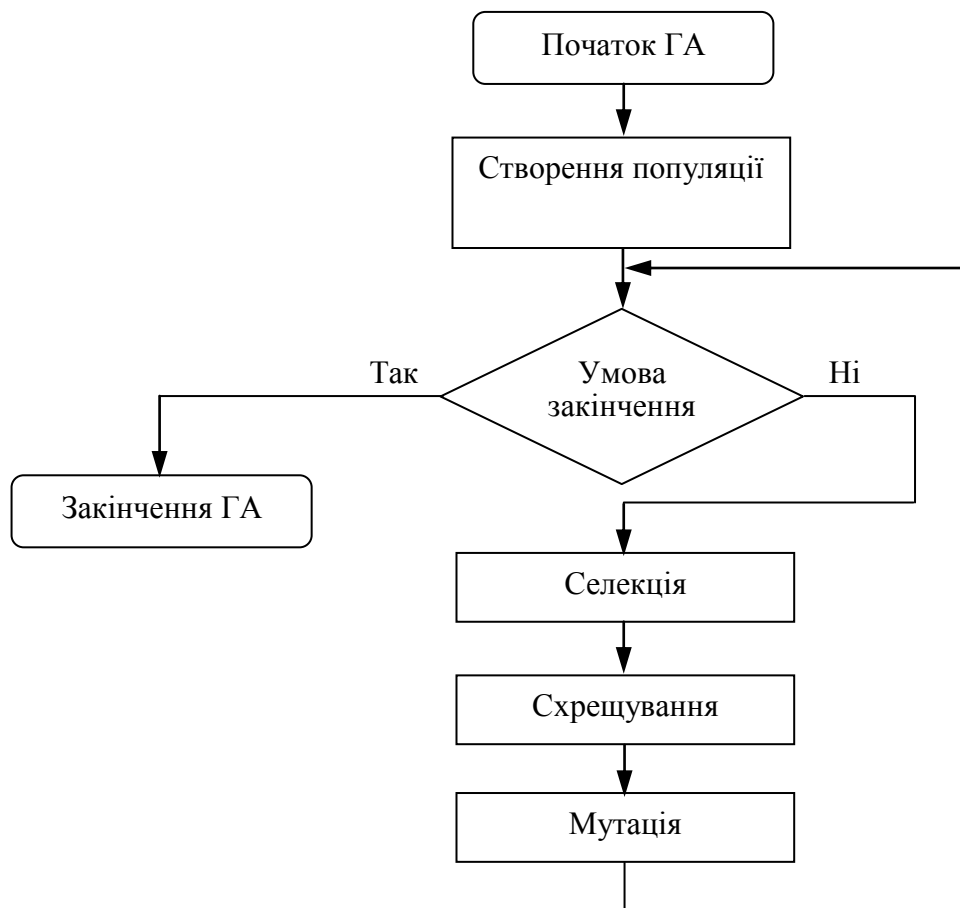 Початок ГА
Створення популяції
Так
Умова
закінчення
Ні
Закінчення ГА
Селекція
Схрещування
Мутація